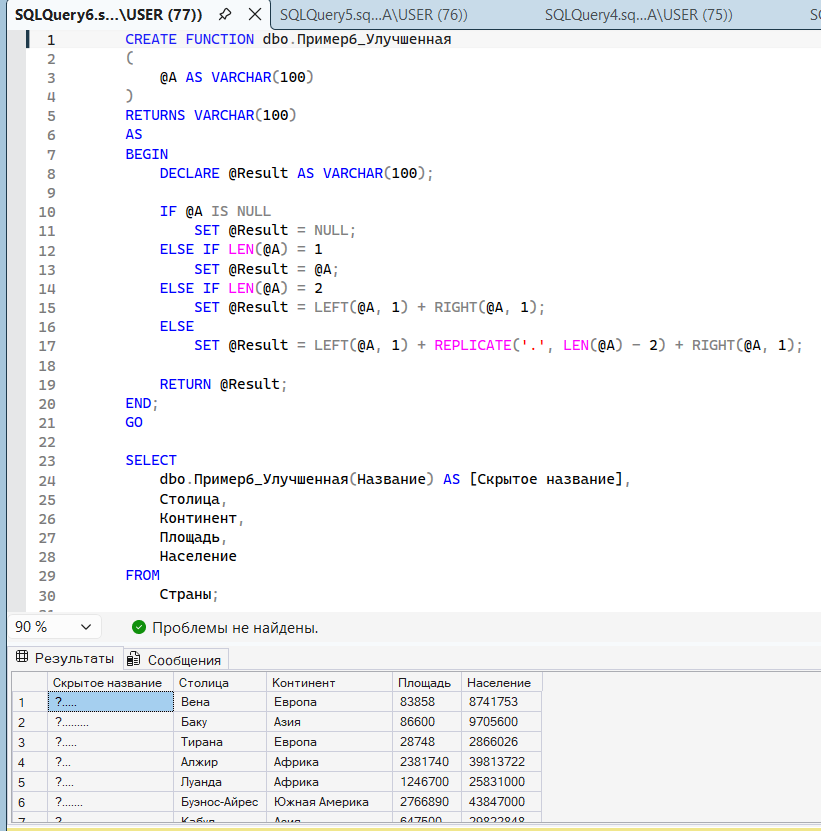 SQLQuery6.s...\USER (77))
SQLQuery5.sq...A\USER (76))
SQLQuery4.sq...A\USER (75))
1 CREATE FUNCTION dbo.Пример6_Улучшенная
2 (
3 @A AS VARCHAR(100)
4 )
5 RETURNS VARCHAR(100)
6 AS
7 BEGIN
8 DECLARE @Result AS VARCHAR(100);
9
10 IF @A IS NULL
11 SET @Result = NULL;
12 ELSE IF LEN(@A) = 1
13 SET @Result = @A;
14 ELSE IF LEN(@A) = 2
15 SET @Result = LEFT(@A, 1) + RIGHT(@A, 1);
16 ELSE
17 SET @Result = LEFT(@A, 1) + REPLICATE('.', LEN(@A) - 2) + RIGHT(@A, 1);
18
19 RETURN @Result;
20 END;
21 GO
22
23 SELECT
24 dbo.Пример6_Улучшенная(Название) AS [Скрытое название],
25 Столица,
26 Континент,
27 Площадь,
28 Население
29 FROM
30 Страны;
90 % Проблемы не найдены.
Результаты Сообщения
Скрытое название Столица Континент Площадь Население
1 ?..... Вена Европа 83858 8741753
2 ?......... Баку Азия 86600 9705600
3 ?..... Тирана Европа 28748 2866026
4 ?... Алжир Африка 2381740 39813722
5 ?.... Луанда Африка 1246700 25831000
6 ?....... Буэнос-Айрес Южная Америка 2766890 43847000